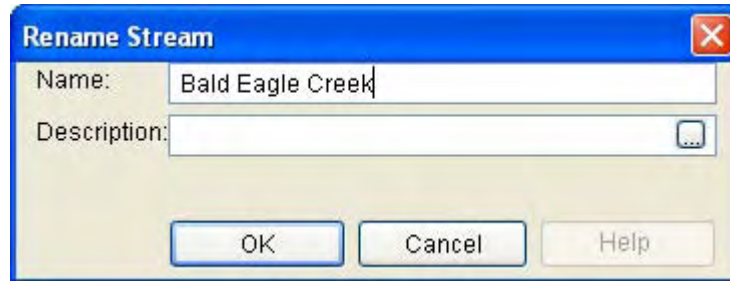 Rename Stream
Name: Bald Eagle Creek
Description: ...
OK Cancel Help